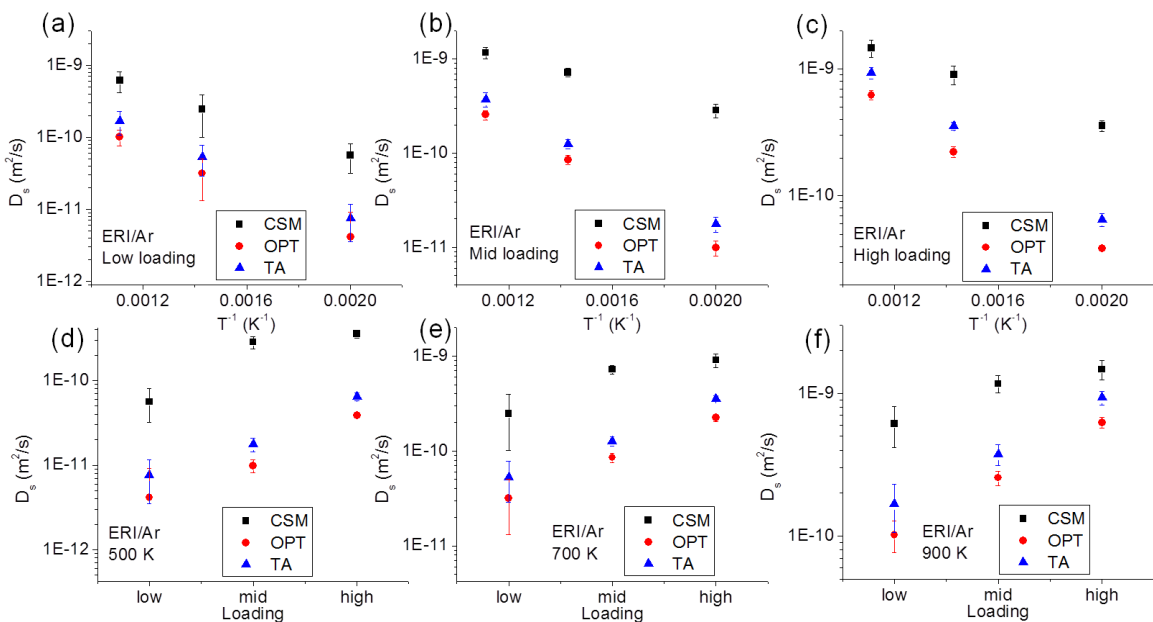 (a)
1E-9
1E-10
1E-11
1E-12
D_s (m²/s)
ERI/Ar
Low loading
CSM
OPT
TA
0.0012 0.0016 0.0020
T⁻¹ (K⁻¹)
(b)
1E-9
1E-10
1E-11
D_s (m²/s)
ERI/Ar
Mid loading
CSM
OPT
TA
0.0012 0.0016 0.0020
T⁻¹ (K⁻¹)
(c)
1E-9
1E-10
D_s (m²/s)
ERI/Ar
High loading
CSM
OPT
TA
0.0012 0.0016 0.0020
T⁻¹ (K⁻¹)
(d)
1E-10
1E-11
1E-12
D_s (m²/s)
ERI/Ar
500 K
CSM
OPT
TA
low mid high
Loading
(e)
1E-9
1E-10
1E-11
D_s (m²/s)
ERI/Ar
700 K
CSM
OPT
TA
low mid high
Loading
(f)
1E-9
1E-10
D_s (m²/s)
ERI/Ar
900 K
CSM
OPT
TA
low mid high
Loading